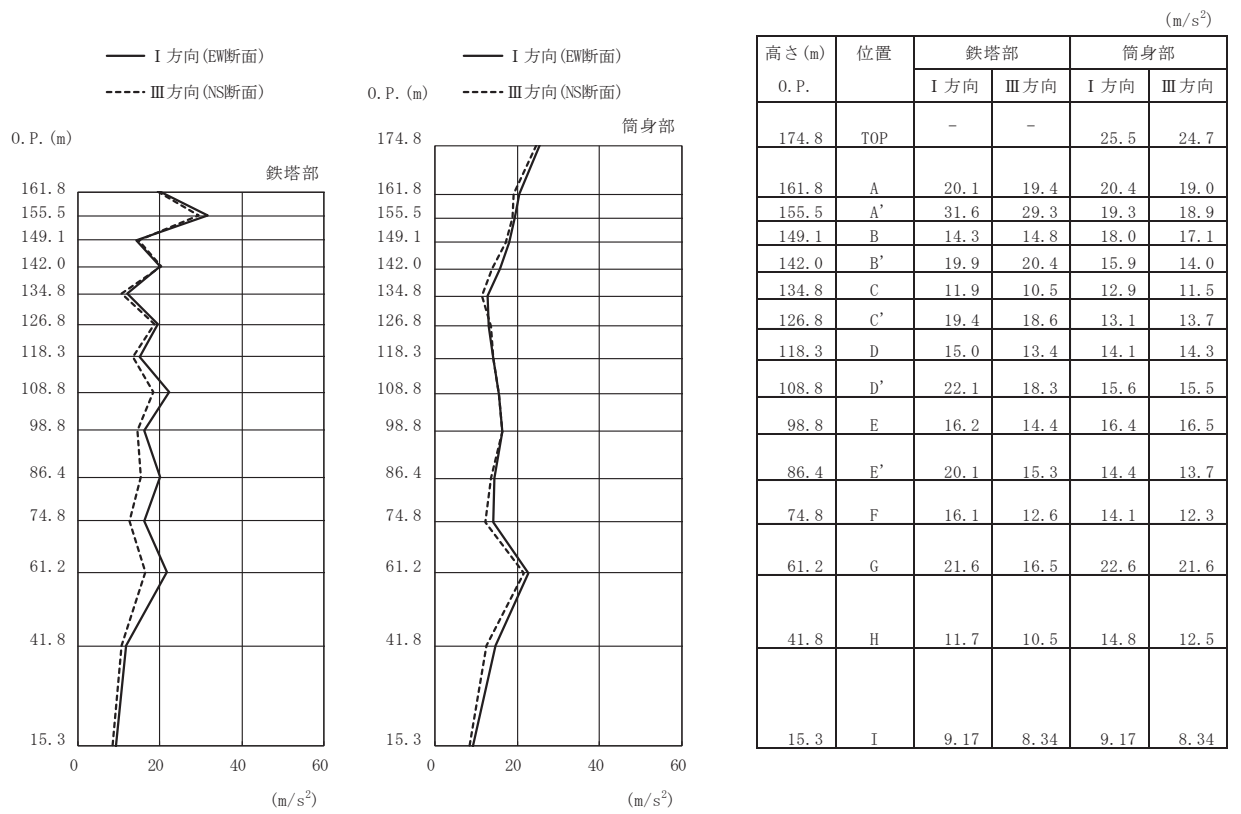 Ⅰ 方向(EW断面)
Ⅲ方向(NS断面)
O.P.(m)
鉄塔部
161.8
155.5
149.1
142.0
134.8
126.8
118.3
108.8
98.8
86.4
74.8
61.2
41.8
15.3
0 20 40 60
(m/s²)
Ⅰ 方向(EW断面)
Ⅲ方向(NS断面)
O.P.(m)
筒身部
174.8
161.8
155.5
149.1
142.0
134.8
126.8
118.3
108.8
98.8
86.4
74.8
61.2
41.8
15.3
0 20 40 60
(m/s²)
(m/s²)
高さ(m) 位置 鉄塔部 筒身部
O.P. Ⅰ 方向 Ⅲ方向 Ⅰ 方向 Ⅲ方向
174.8 TOP － － 25.5 24.7
161.8 A 20.1 19.4 20.4 19.0
155.5 A' 31.6 29.3 19.3 18.9
149.1 B 14.3 14.8 18.0 17.1
142.0 B' 19.9 20.4 15.9 14.0
134.8 C 11.9 10.5 12.9 11.5
126.8 C' 19.4 18.6 13.1 13.7
118.3 D 15.0 13.4 14.1 14.3
108.8 D' 22.1 18.3 15.6 15.5
98.8 E 16.2 14.4 16.4 16.5
86.4 E' 20.1 15.3 14.4 13.7
74.8 F 16.1 12.6 14.1 12.3
61.2 G 21.6 16.5 22.6 21.6
41.8 H 11.7 10.5 14.8 12.5
15.3 I 9.17 8.34 9.17 8.34